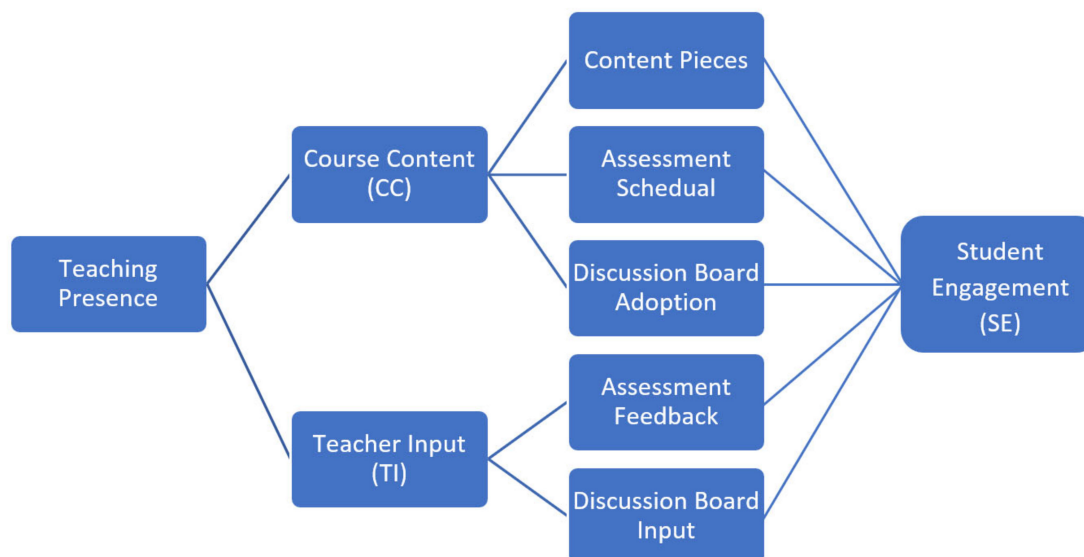 Teaching
Presence
Course Content
(CC)
Teacher Input
(TI)
Content Pieces
Assessment
Schedual
Discussion Board
Adoption
Assessment
Feedback
Discussion Board
Input
Student
Engagement
(SE)